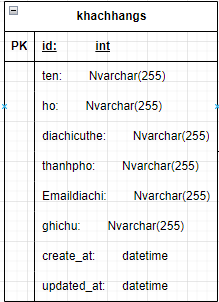 khachhangs
PK id: int
ten: Nvarchar(255)
ho: Nvarchar(255)
diachicuthe: Nvarchar(255)
thanhpho: Nvarchar(255)
Emaildiachi: Nvarchar(255)
ghichu: Nvarchar(255)
create_at: datetime
updated_at: datetime